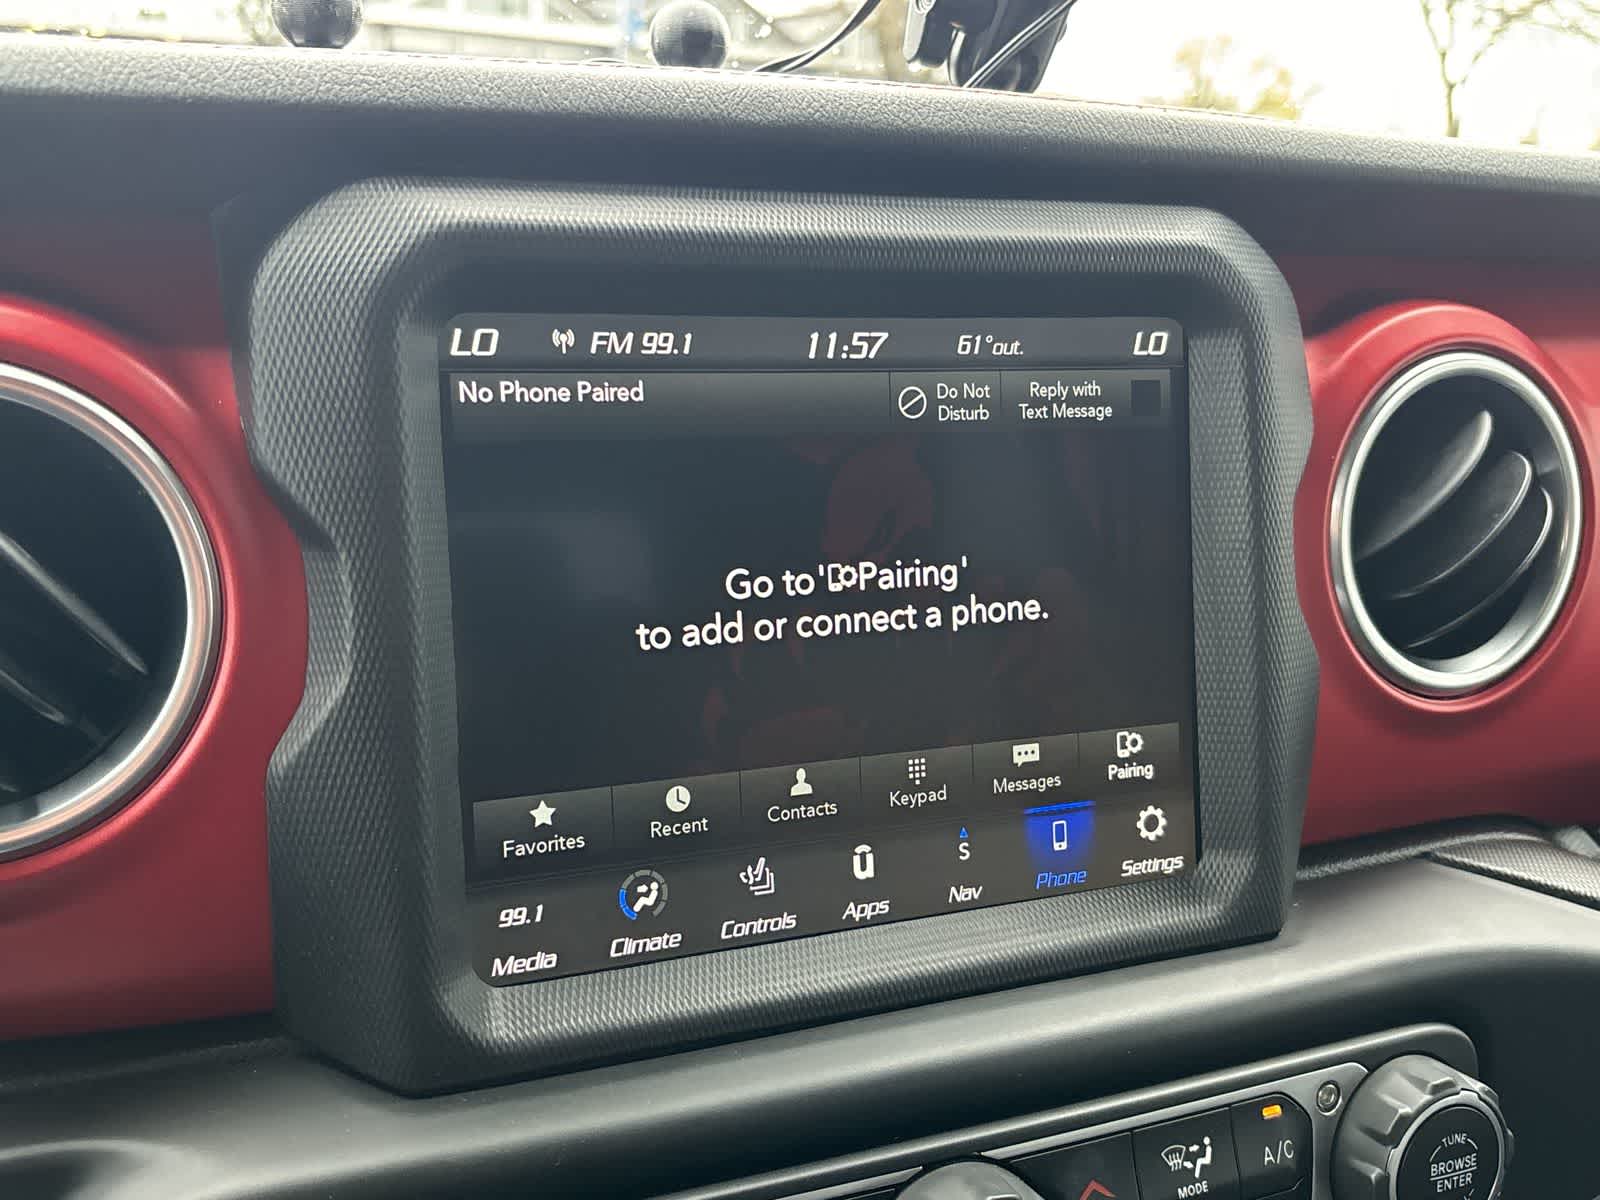 LO FM 99.1 11:57 61°out. LO
No Phone Paired
Do Not
Disturb
Reply with
Text Message
Go to 'Pairing'
to add or connect a phone.
Favorites Recent Contacts Keypad Messages Pairing
99.1 S
Media Climate Controls Apps Nav Phone Settings
MODE
A/C
TUNE
BROWSE
ENTER